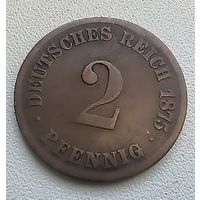 DEUTSCHES REICH 1875
2
· PFENNIG ·